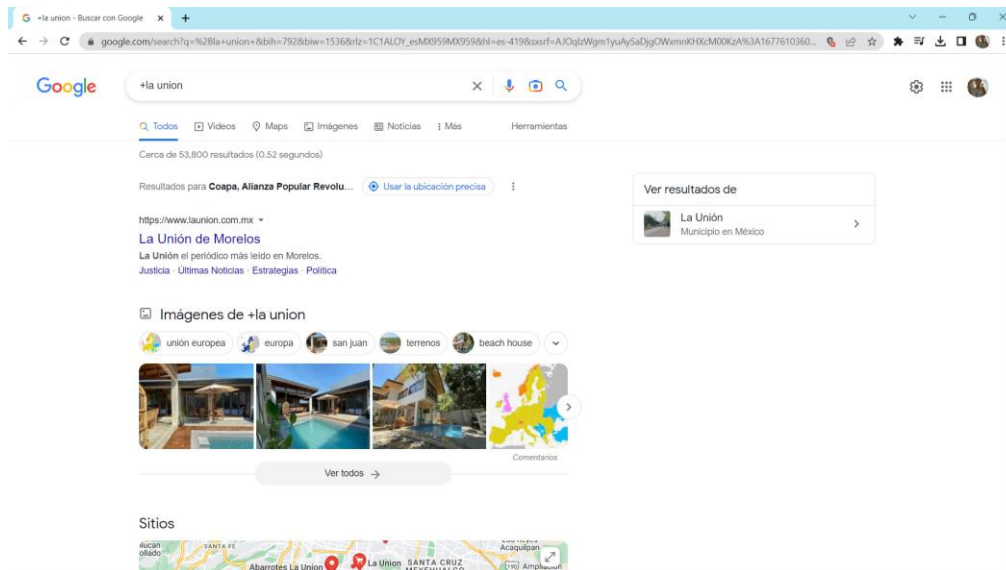 +la union - Buscar con Google
google.com/search?q=%2Bla+union+&bih=792&biw=1536&rlz=1C1ALOY_esMX959MX959&hl=es-419&sxsrf=
Google
+la union
Todos Videos Maps Imágenes Noticias Más Herramientas
Cerca de 53,800 resultados (0.52 segundos)
Resultados para Coapa, Alianza Popular Revolu... Usar la ubicación precisa
Ver resultados de
La Unión
Municipio en México
https://www.launion.com.mx
La Unión de Morelos
La Unión el periódico más leído en Morelos.
Justicia · Últimas Noticias · Estrategias · Política
Imágenes de +la union
unión europea europa san juan terrenos beach house
Comentarios
Ver todos →
Sitios
SANTA FE
Acaquilpan
Abarrotes La Union La Union SANTA CRUZ
MEYEHUALCO